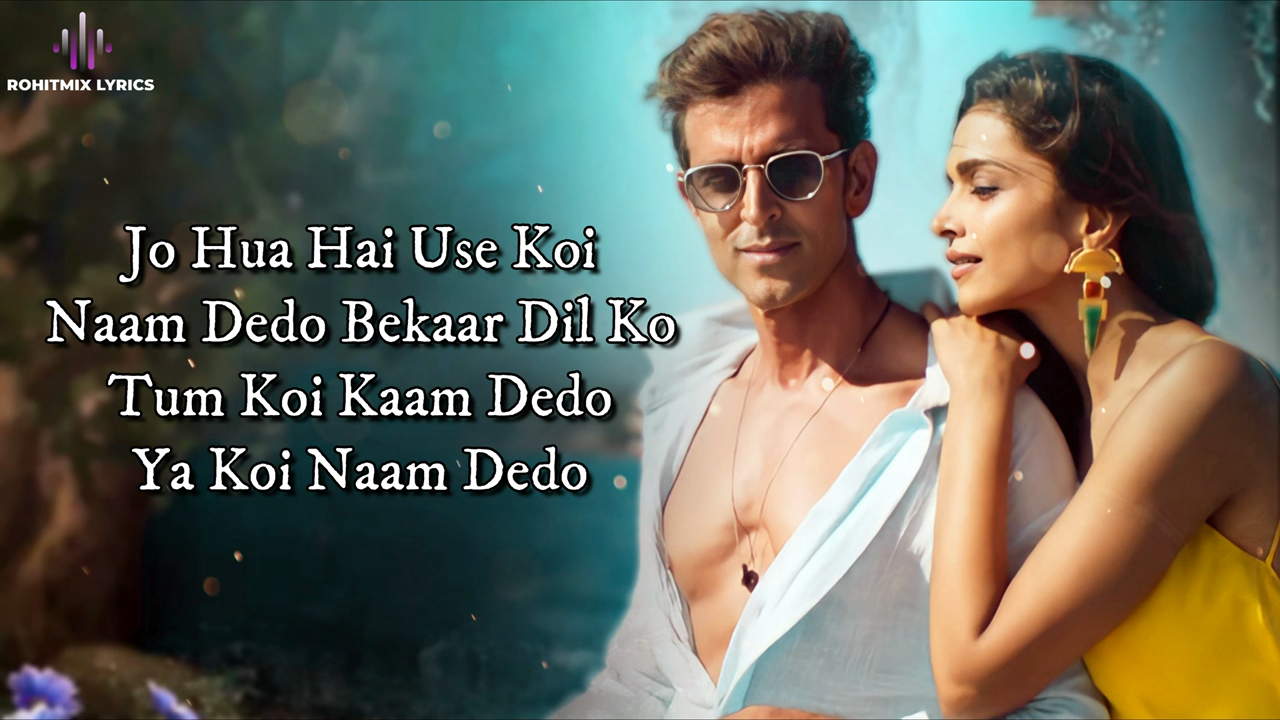 ROHITMIX LYRICS
Jo Hua Hai Use Koi
Naam Dedo Bekaar Dil Ko
Tum Koi Kaam Dedo
Ya Koi Naam Dedo